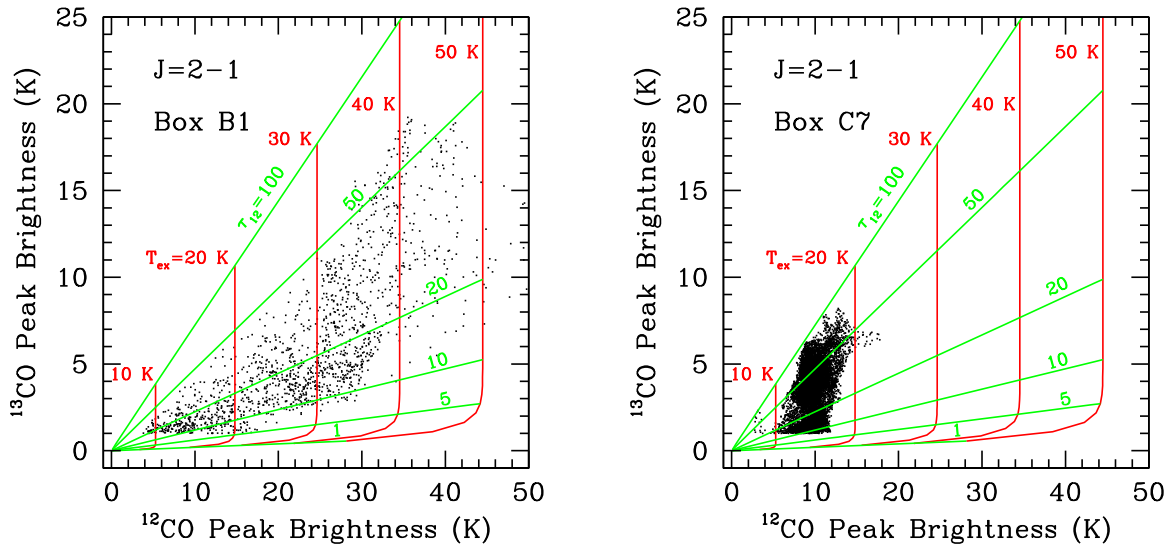 25
20
15
10
5
0
¹³CO Peak Brightness (K)
J=2−1
Box B1
50 K
40 K
30 K
T_ex=20 K
10 K
τ₁₂=100
50
20
10
5
1
0
10
20
30
40
50
¹²CO Peak Brightness (K)
25
20
15
10
5
0
¹³CO Peak Brightness (K)
J=2−1
Box C7
50 K
40 K
30 K
T_ex=20 K
10 K
τ₁₂=100
50
20
10
5
1
0
10
20
30
40
50
¹²CO Peak Brightness (K)